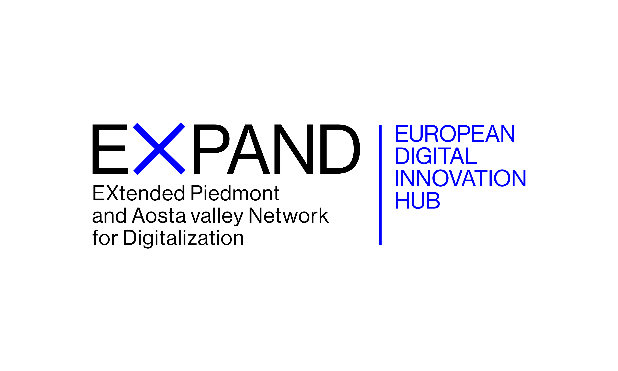 EXPAND
EXtended Piedmont
and Aosta valley Network
for Digitalization
EUROPEAN
DIGITAL
INNOVATION
HUB